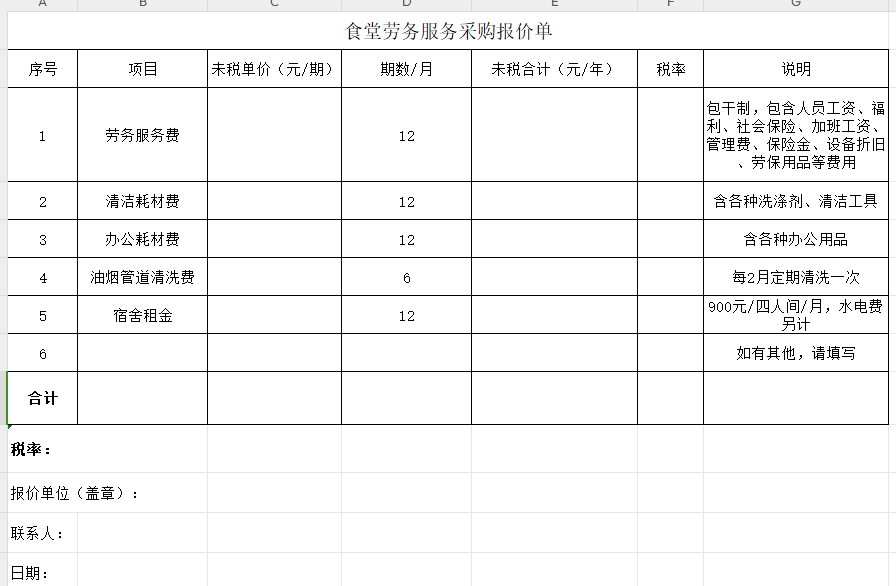 A B C D E F G
食堂劳务服务采购报价单
序号 项目 未税单价（元/期） 期数/月 未税合计（元/年） 税率 说明
1 劳务服务费 12 包干制，包含人员工资、福
利、社会保险、加班工资、
管理费、保险金、设备折旧
、劳保用品等费用
2 清洁耗材费 12 含各种洗涤剂、清洁工具
3 办公耗材费 12 含各种办公用品
4 油烟管道清洗费 6 每2月定期清洗一次
5 宿舍租金 12 900元/四人间/月，水电费
另计
6 如有其他，请填写
合计
税率：
报价单位（盖章）：
联系人：
日期：